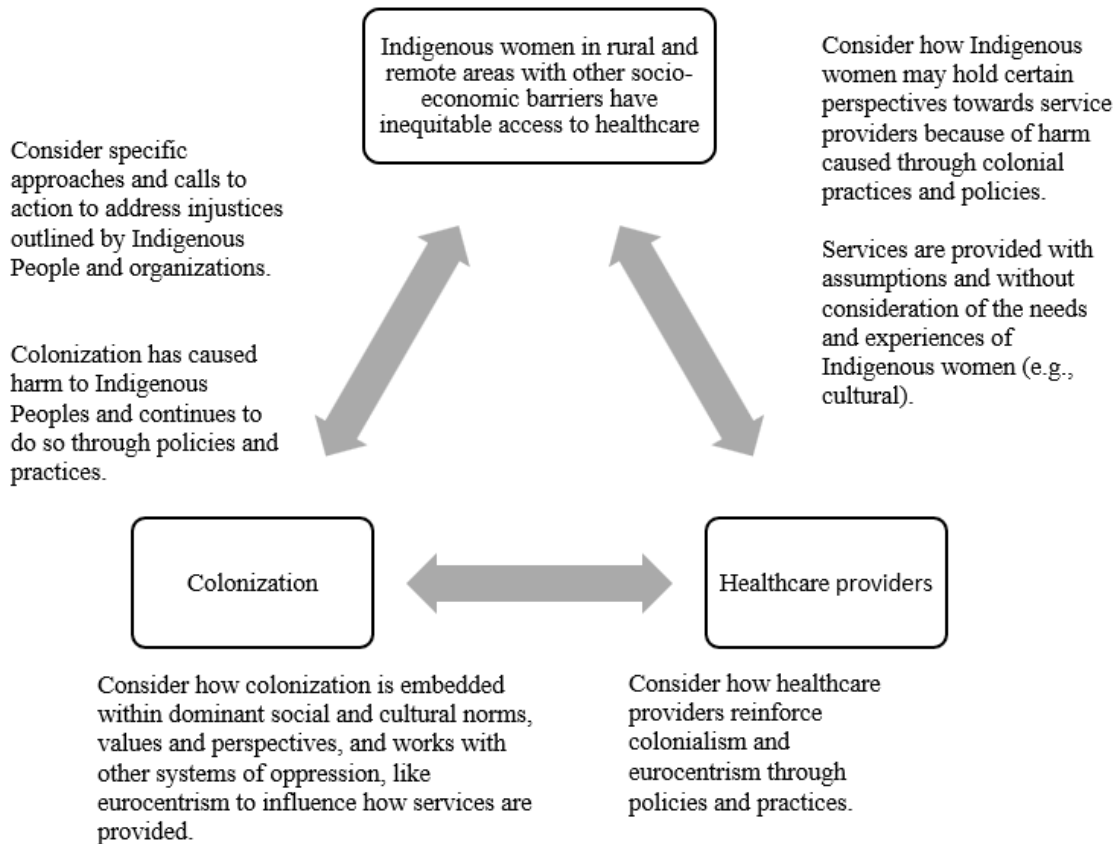 Indigenous women in rural and
remote areas with other socio-
economic barriers have
inequitable access to healthcare
Consider how Indigenous
women may hold certain
perspectives towards service
providers because of harm
caused through colonial
practices and policies.
Services are provided with
assumptions and without
consideration of the needs
and experiences of
Indigenous women (e.g.,
cultural).
Consider specific
approaches and calls to
action to address injustices
outlined by Indigenous
People and organizations.
Colonization has caused
harm to Indigenous
Peoples and continues to
do so through policies and
practices.
Colonization
Healthcare providers
Consider how colonization is embedded
within dominant social and cultural norms,
values and perspectives, and works with
other systems of oppression, like
eurocentrism to influence how services are
provided.
Consider how healthcare
providers reinforce
colonialism and
eurocentrism through
policies and practices.